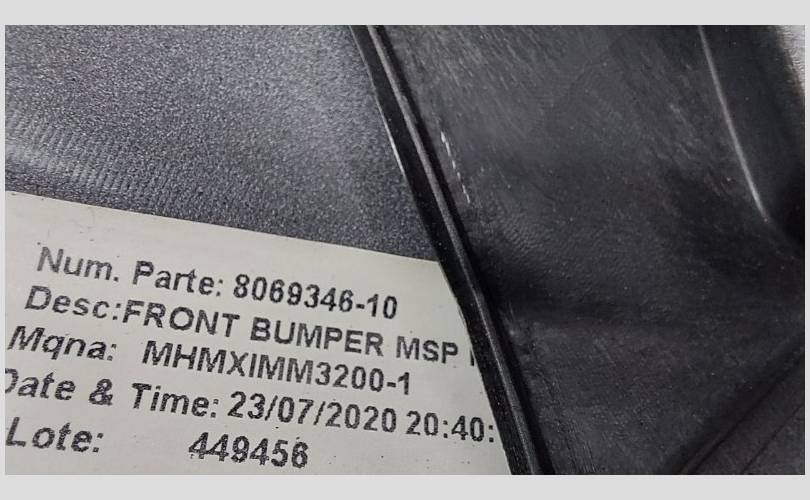 Num. Parte: 8069346-10
Desc:FRONT BUMPER MSP
Mqna: MHMXIMM3200-1
Date & Time: 23/07/2020 20:40:
Lote: 449456